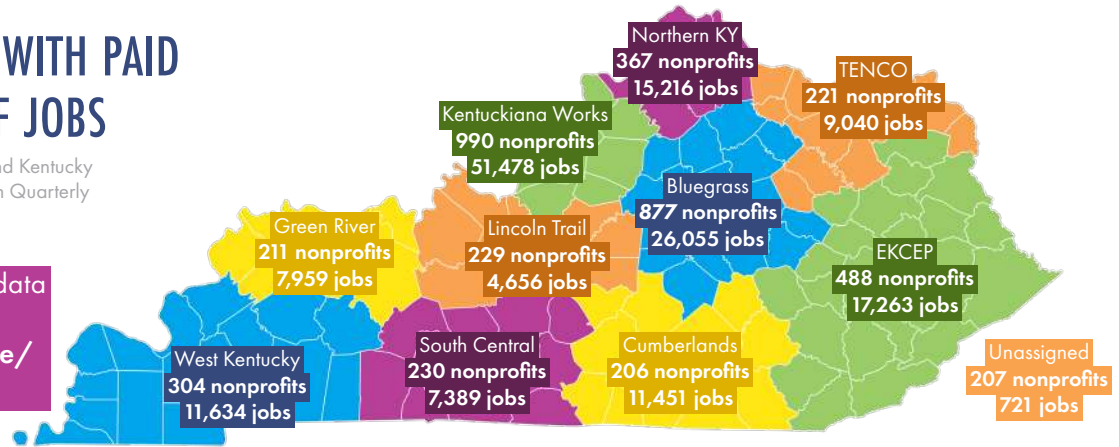 WITH PAID
F JOBS
nd Kentucky
n Quarterly
data
e/
Northern KY
367 nonprofits
15,216 jobs
TENCO
221 nonprofits
9,040 jobs
Kentuckiana Works
990 nonprofits
51,478 jobs
Bluegrass
877 nonprofits
26,055 jobs
Green River
211 nonprofits
7,959 jobs
Lincoln Trail
229 nonprofits
4,656 jobs
EKCEP
488 nonprofits
17,263 jobs
West Kentucky
304 nonprofits
11,634 jobs
South Central
230 nonprofits
7,389 jobs
Cumberlands
206 nonprofits
11,451 jobs
Unassigned
207 nonprofits
721 jobs